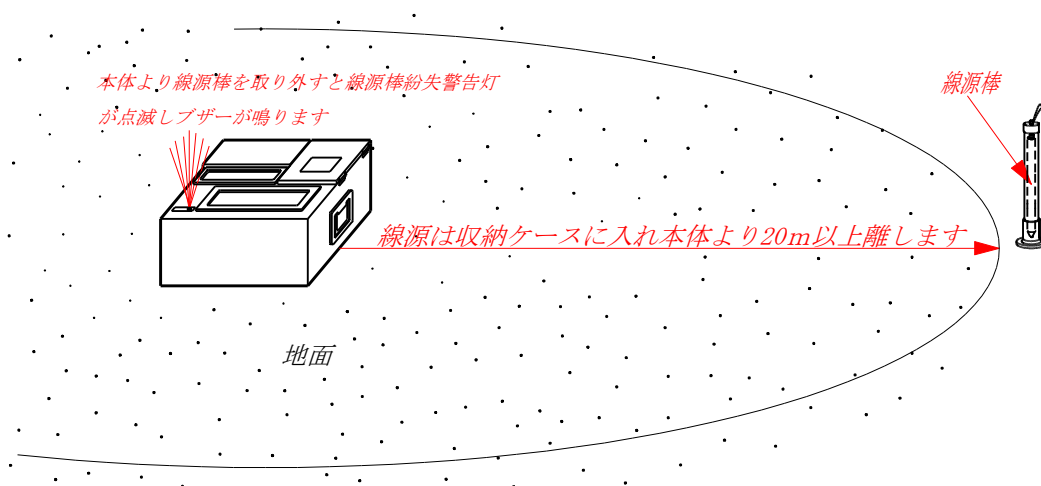 本体より線源棒を取り外すと線源棒紛失警告灯
が点滅しブザーが鳴ります
線源棒
線源は収納ケースに入れ本体より20m以上離します
地面